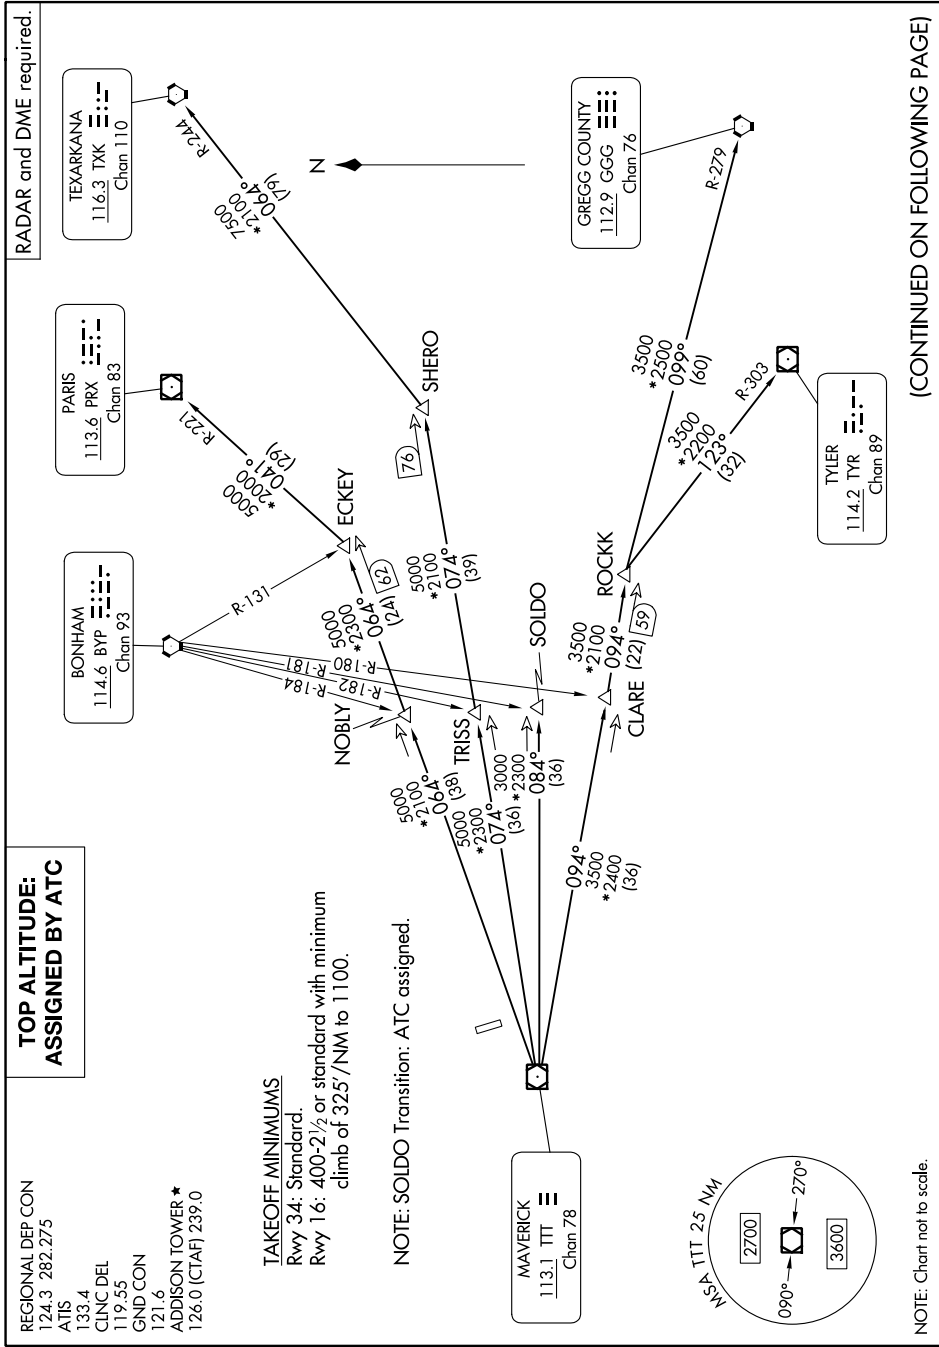 RADAR and DME required.
TOP ALTITUDE:
ASSIGNED BY ATC
REGIONAL DEP CON
124.3 282.275
ATIS
133.4
CLNC DEL
119.55
GND CON
121.6
ADDISON TOWER ★
126.0 (CTAF) 239.0
TAKEOFF MINIMUMS
Rwy 34: Standard.
Rwy 16: 400-2½ or standard with minimum
climb of 325'/NM to 1100.
NOTE: SOLDO Transition: ATC assigned.
BONHAM
114.6 BYP
Chan 93
PARIS
113.6 PRX
Chan 83
TEXARKANA
116.3 TXK
Chan 110
R-244
7500
*2100
064°
(79)
N
R-221
5000
*2000
041°
(29)
R-131
R-184
R-182
R-181
R-180
ECKEY
62
5000
*2300
064°
(24)
NOBLY
5000
*2100
064°
(38)
SHERO
76
5000
*2100
074°
(39)
TRISS
5000
*2300
074°
(36)
SOLDO
3000
*2300
084°
(36)
ROCKK
59
3500
*2100
094°
(22)
CLARE
094°
3500
*2400
(36)
GREGG COUNTY
112.9 GGG
Chan 76
R-279
3500
*2500
099°
(60)
R-303
3500
*2200
123°
(32)
TYLER
114.2 TYR
Chan 89
MAVERICK
113.1 TTT
Chan 78
MSA TTT 25 NM
2700
090°
270°
3600
NOTE: Chart not to scale.
(CONTINUED ON FOLLOWING PAGE)